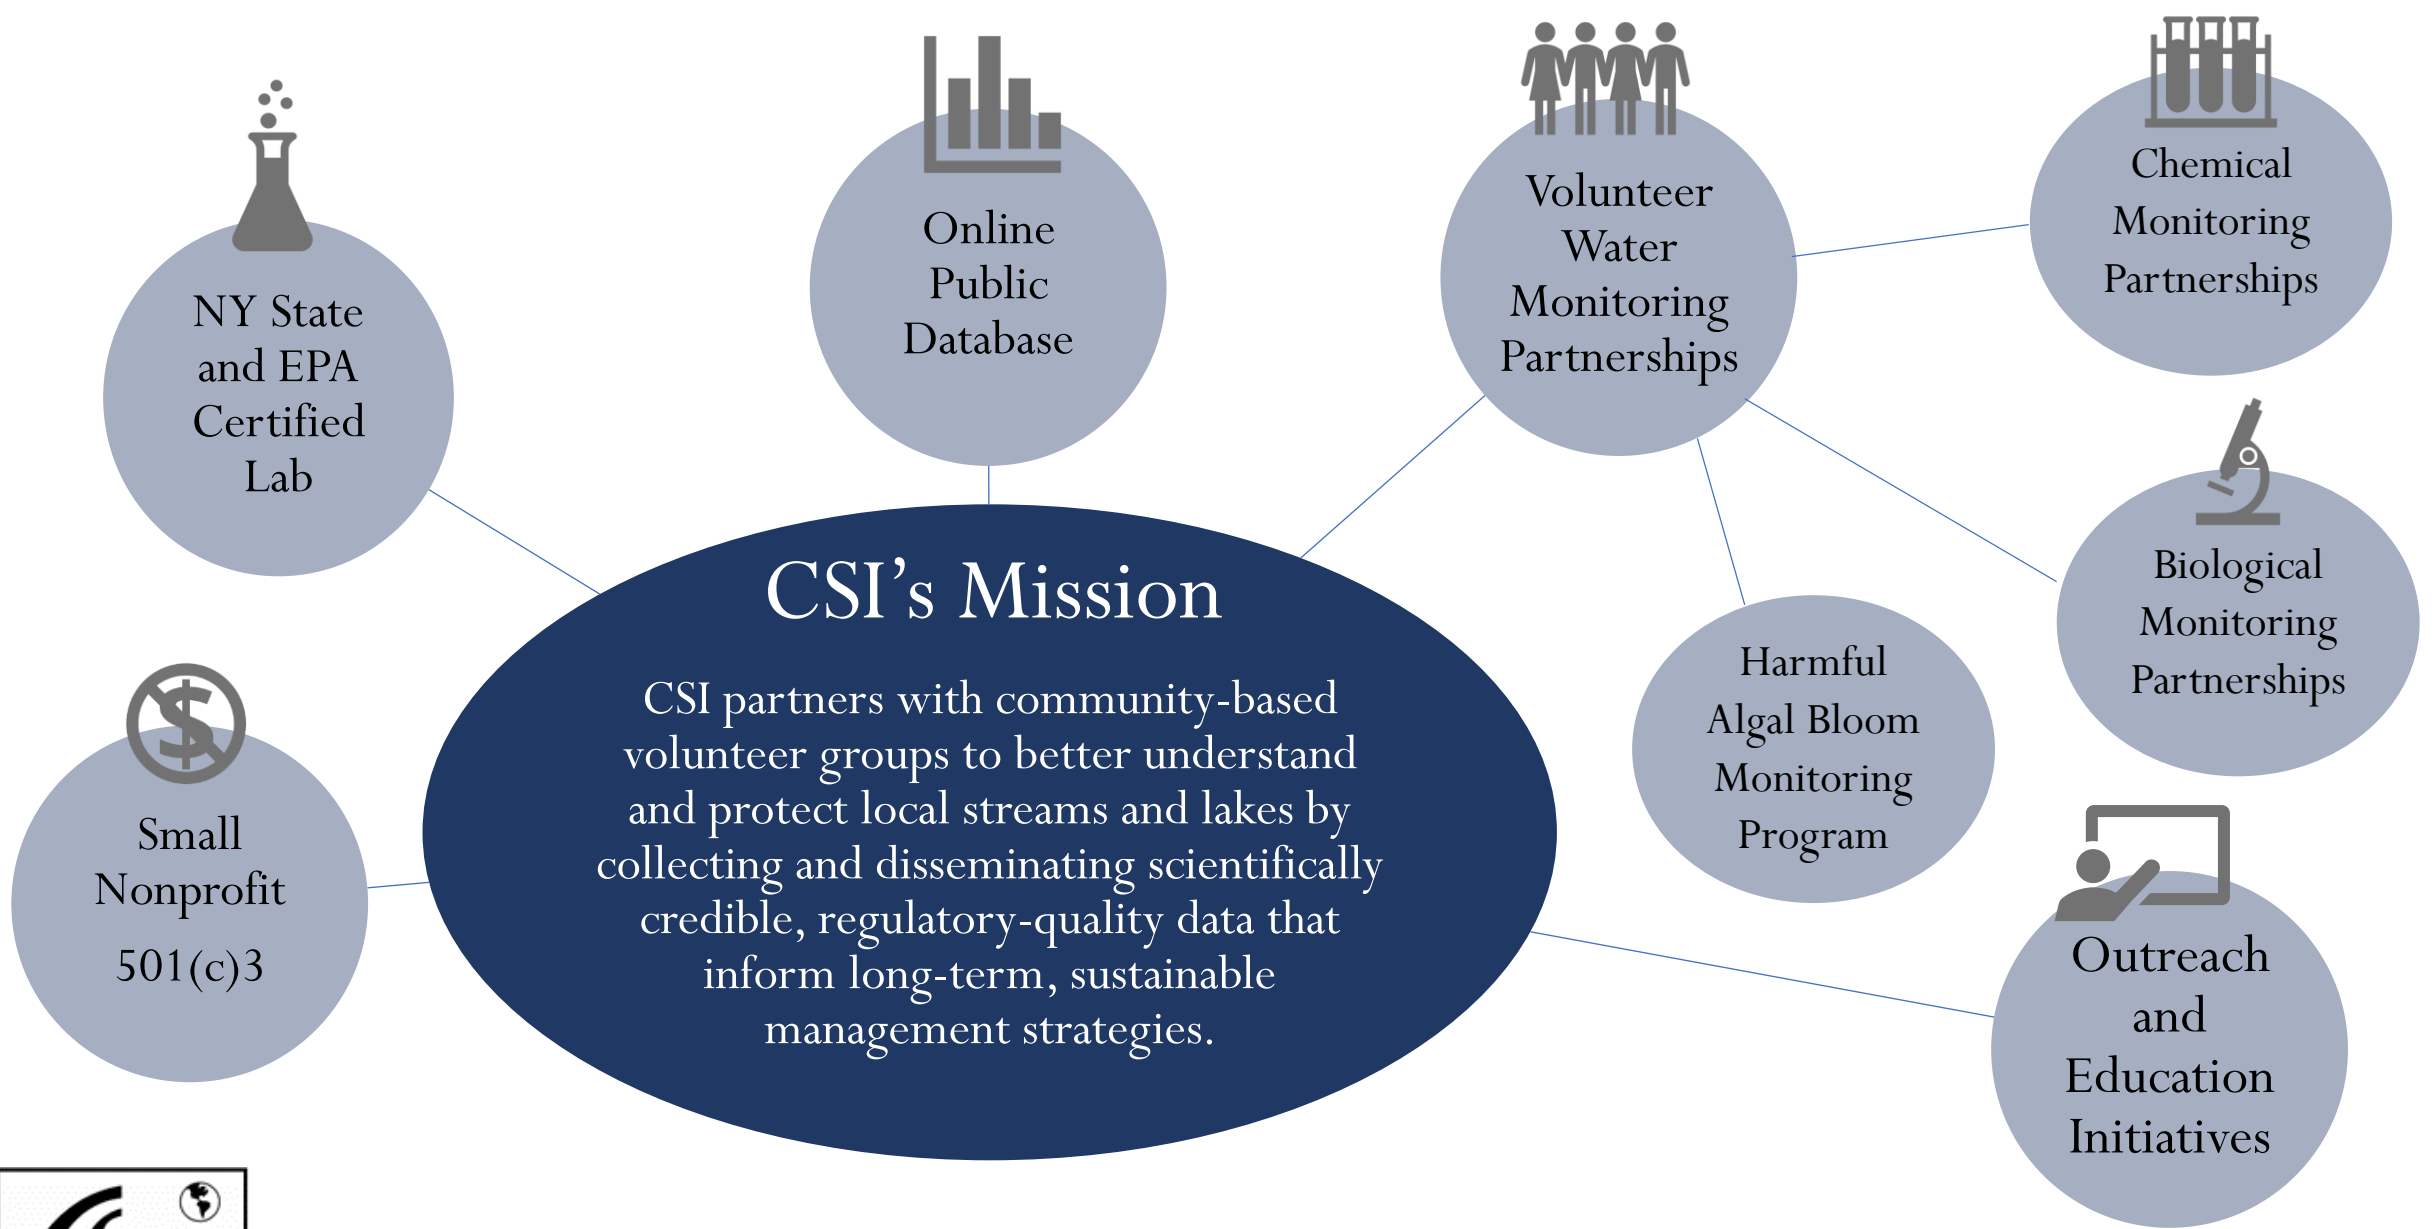 NY State
and EPA
Certified
Lab
Online
Public
Database
Volunteer
Water
Monitoring
Partnerships
Chemical
Monitoring
Partnerships
Biological
Monitoring
Partnerships
Harmful
Algal Bloom
Monitoring
Program
Outreach
and
Education
Initiatives
Small
Nonprofit
501(c)3
CSI’s Mission
CSI partners with community-based
volunteer groups to better understand
and protect local streams and lakes by
collecting and disseminating scientifically
credible, regulatory-quality data that
inform long-term, sustainable
management strategies.